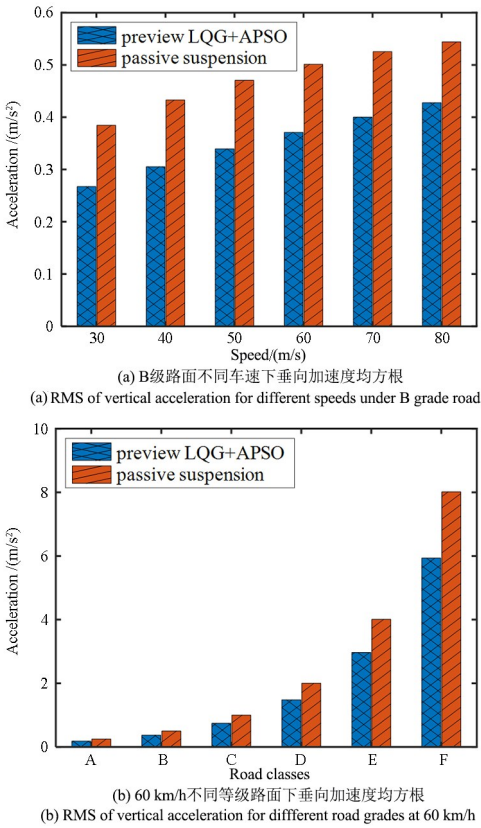 0.6
preview LQG+APSO
passive suspension
0.5
0.4
0.3
0.2
0.1
0
Acceleration /(m/s²)
30 40 50 60 70 80
Speed/(m/s)
(a) B级路面不同车速下垂向加速度均方根
(a) RMS of vertical acceleration for different speeds under B grade road
10
preview LQG+APSO
passive suspension
8
6
4
2
0
Acceleration /(m/s²)
A B C D E F
Road classes
(b) 60 km/h不同等级路面下垂向加速度均方根
(b) RMS of vertical acceleration for diffferent road grades at 60 km/h